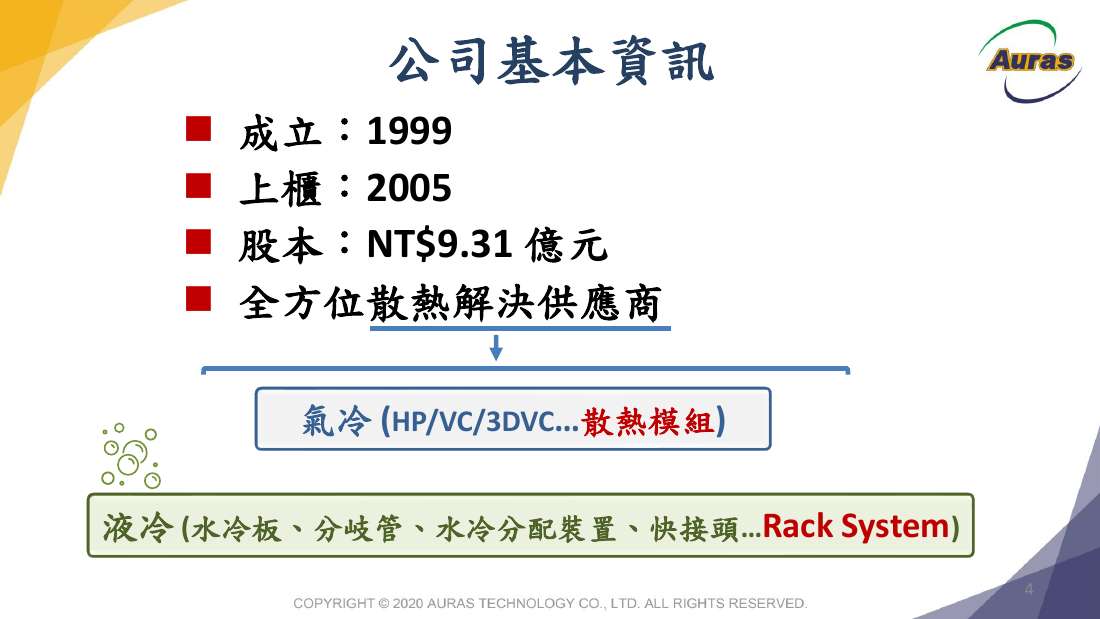 公司基本資訊
Auras
成立：1999
上櫃：2005
股本：NT$9.31 億元
全方位散熱解決供應商
氣冷 (HP/VC/3DVC…散熱模組)
液冷 (水冷板、分岐管、水冷分配裝置、快接頭…Rack System)
4
COPYRIGHT © 2020 AURAS TECHNOLOGY CO., LTD. ALL RIGHTS RESERVED.